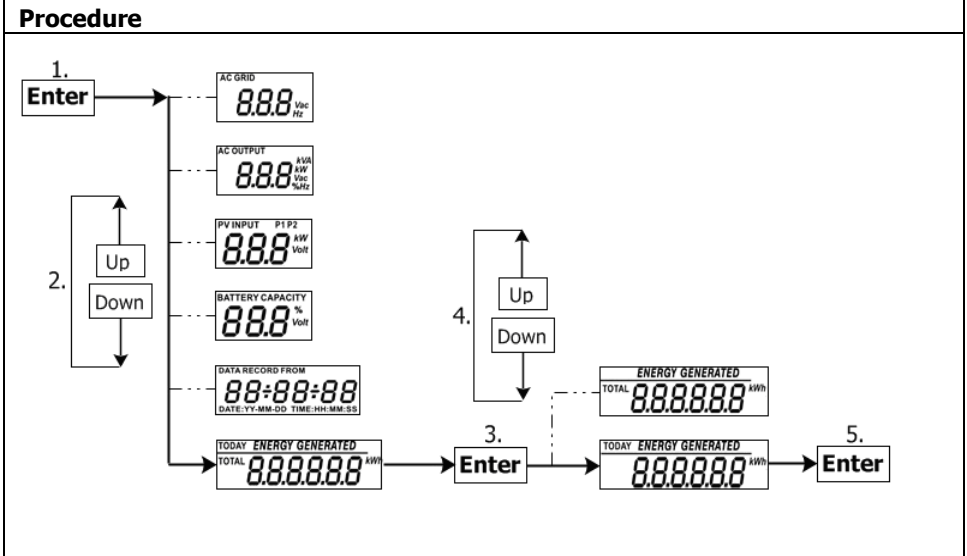 Procedure
1.
Enter
AC GRID
8.8.8 Vac
Hz
AC OUTPUT
kVA
8.8.8 kW
Vac
%Hz
2.
Up
Down
PV INPUT P1 P2
8.8.8 kW
Volt
BATTERY CAPACITY
88.8 %
Volt
DATA RECORD FROM
88:88:88
DATE:YY-MM-DD TIME:HH:MM:SS
TODAY ENERGY GENERATED
TOTAL 8.8.8.8.8.8 kWh
3.
Enter
4.
Up
Down
ENERGY GENERATED
TOTAL 8.8.8.8.8.8 kWh
TODAY ENERGY GENERATED
8.8.8.8.8.8 kWh
5.
Enter